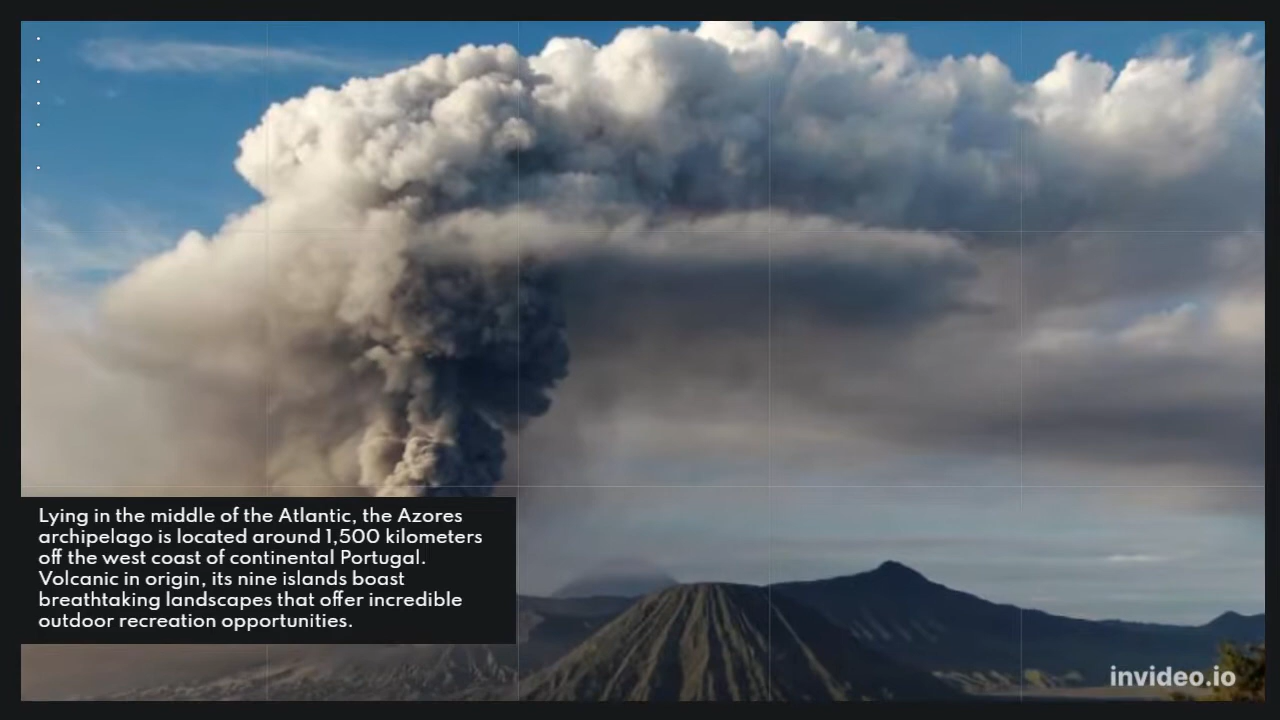 Lying in the middle of the Atlantic, the Azores
archipelago is located around 1,500 kilometers
off the west coast of continental Portugal.
Volcanic in origin, its nine islands boast
breathtaking landscapes that offer incredible
outdoor recreation opportunities.
invideo.io